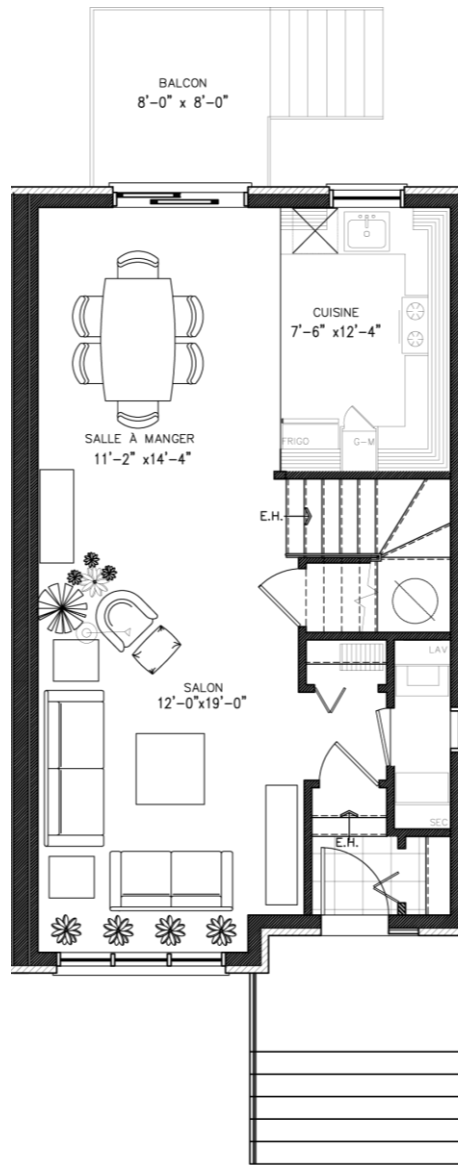 BALCON
8'-0" x 8'-0"
CUISINE
7'-6" x12'-4"
SALLE À MANGER
11'-2" x14'-4"
FRIGO
G-M
E.H.
LAV
SALON
12'-0"x19'-0"
SEC
E.H.